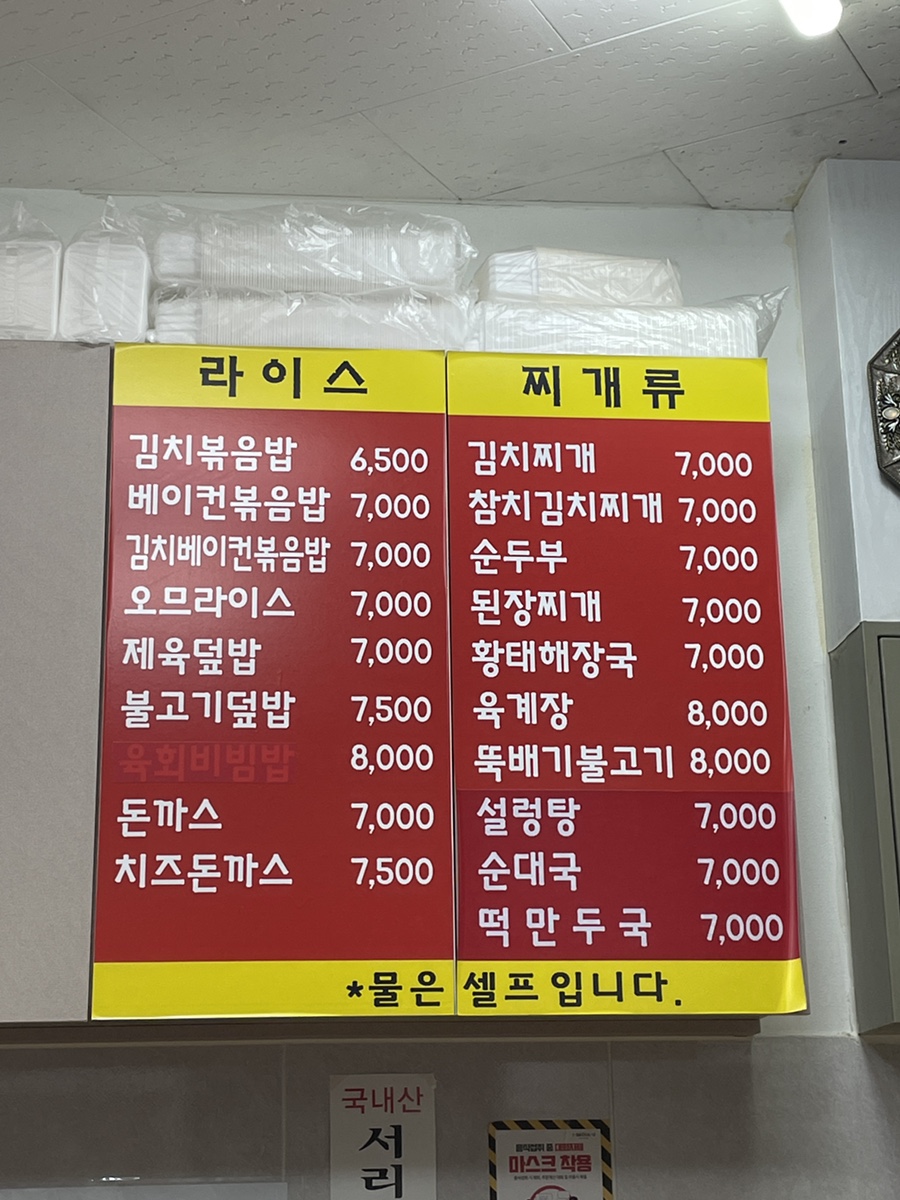 라이스
김치볶음밥 6,500
베이컨볶음밥 7,000
김치베이컨볶음밥 7,000
오므라이스 7,000
제육덮밥 7,000
불고기덮밥 7,500
육회비빔밥 8,000
돈까스 7,000
치즈돈까스 7,500
찌개류
김치찌개 7,000
참치김치찌개 7,000
순두부 7,000
된장찌개 7,000
황태해장국 7,000
육계장 8,000
뚝배기불고기 8,000
설렁탕 7,000
순대국 7,000
떡만두국 7,000
*물은 셀프입니다.
국내산
서
리
마스크 착용